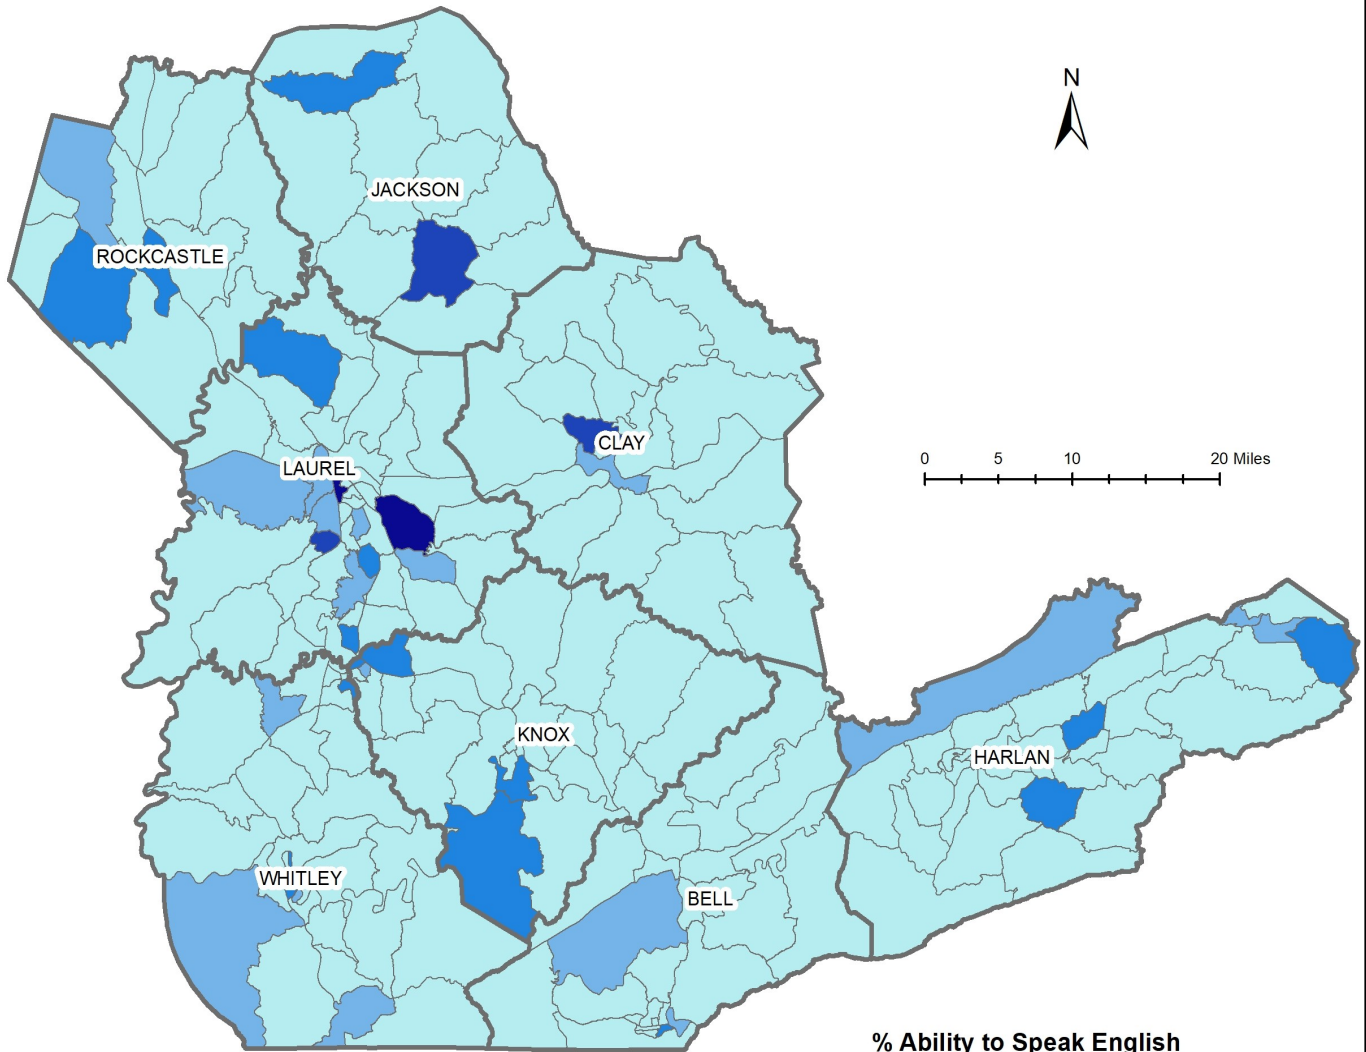 N
JACKSON
ROCKCASTLE
CLAY
0 5 10 20 Miles
LAUREL
KNOX
HARLAN
WHITLEY
BELL
% Ability to Speak English